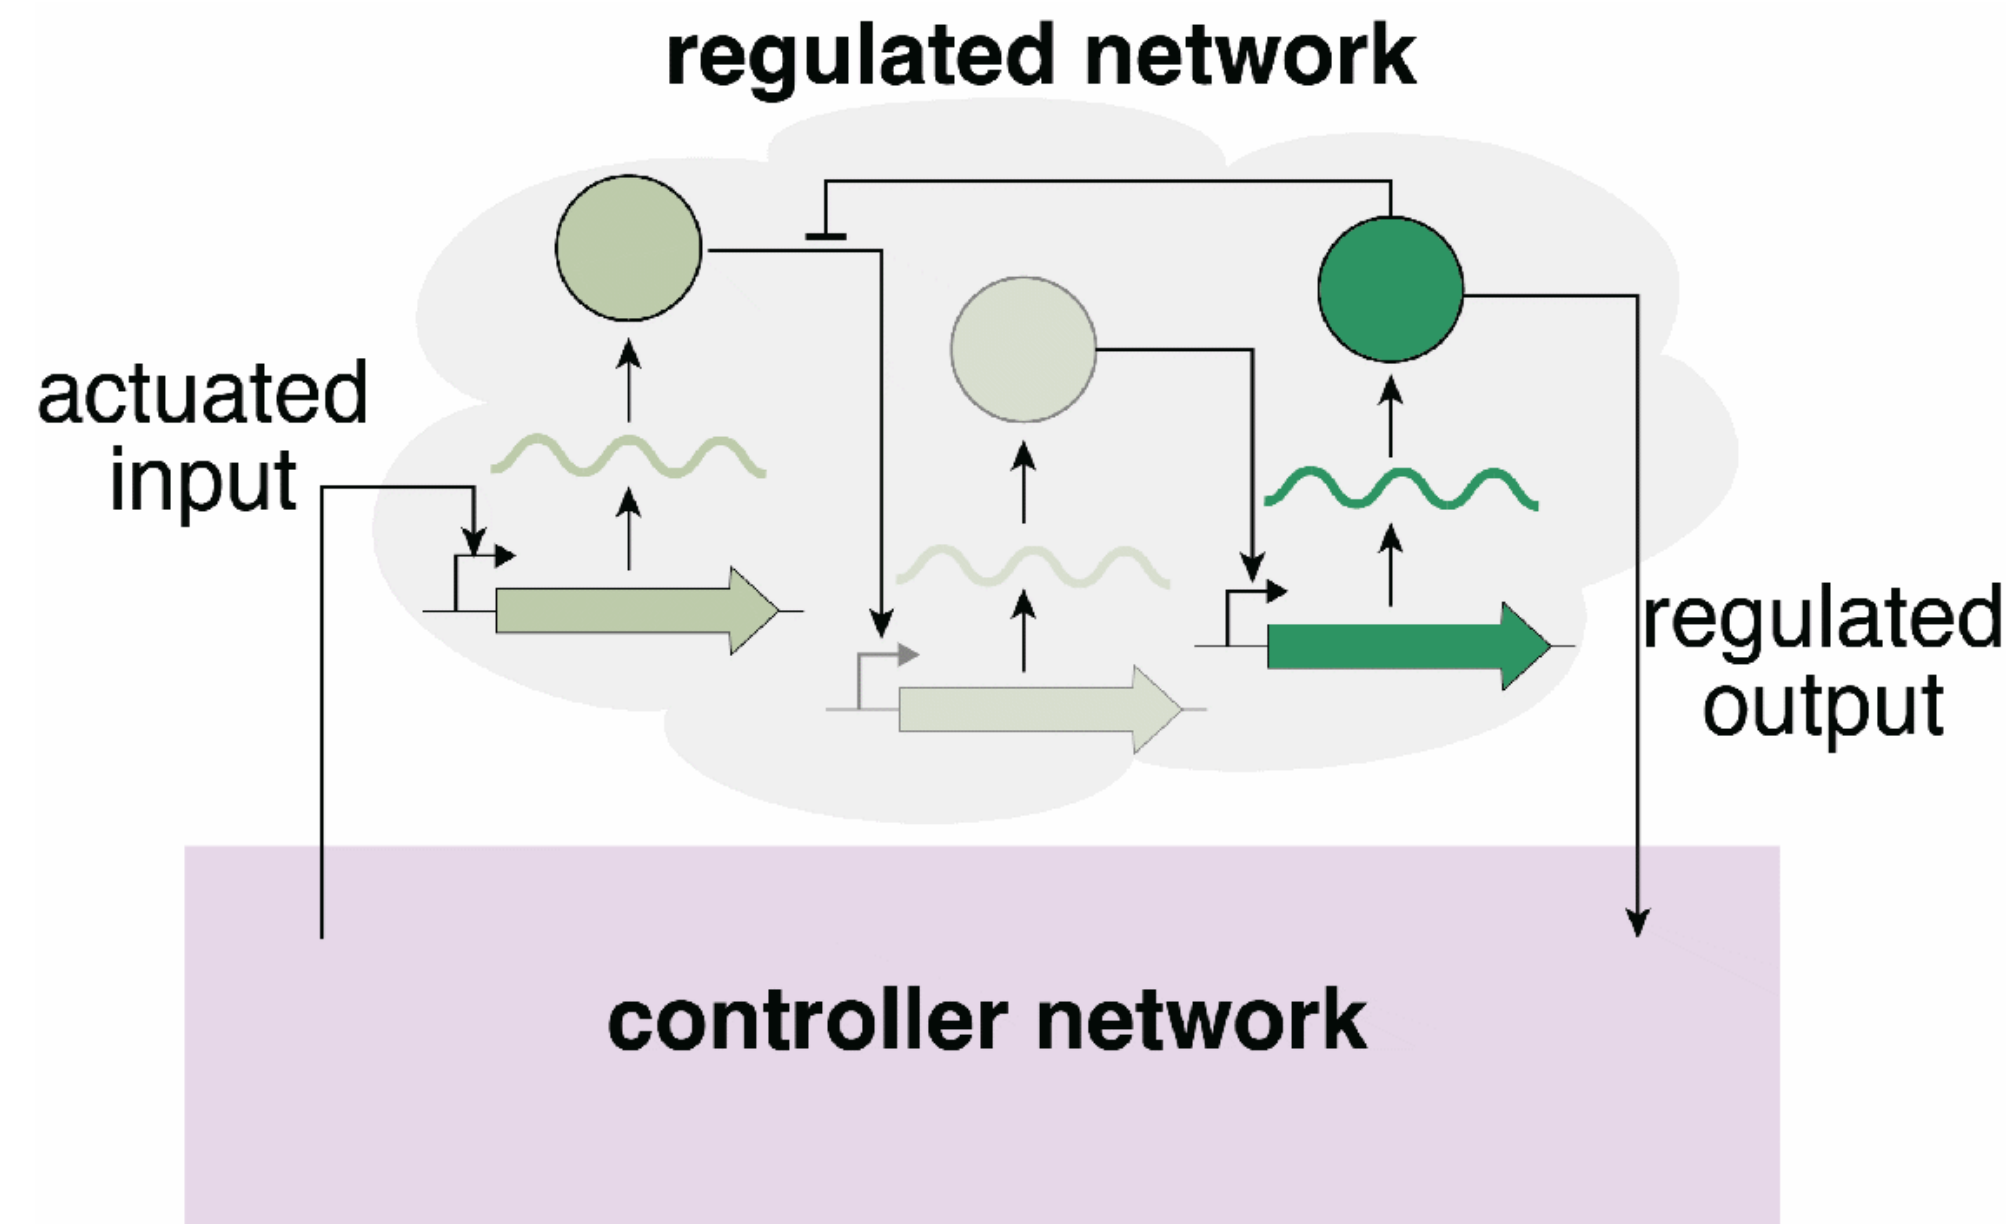 regulated network
actuated
input
regulated
output
controller network